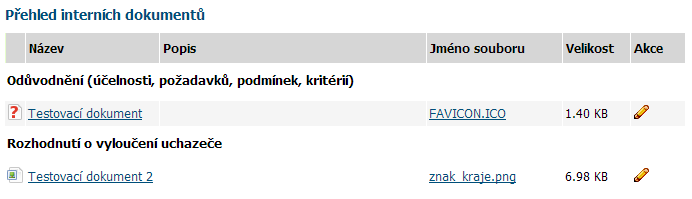 Přehled interních dokumentů
Název Popis Jméno souboru Velikost Akce
Odůvodnění (účelnosti, požadavků, podmínek, kritérií)
Testovací dokument FAVICON.ICO 1.40 KB
Rozhodnutí o vyloučení uchazeče
Testovací dokument 2 znak_kraje.png 6.98 KB